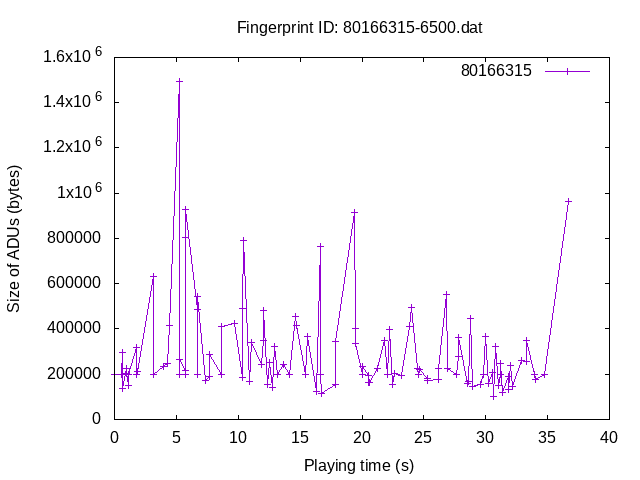 Fingerprint ID: 80166315-6500.dat
80166315
1.6x10^6
1.4x10^6
1.2x10^6
1x10^6
800000
600000
400000
200000
0
Size of ADUs (bytes)
0 5 10 15 20 25 30 35 40
Playing time (s)